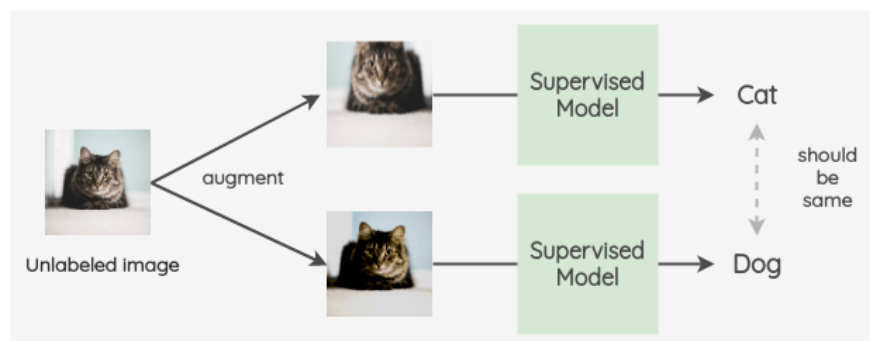 Unlabeled image
augment
Supervised
Model
Cat
should
be
same
Supervised
Model
Dog